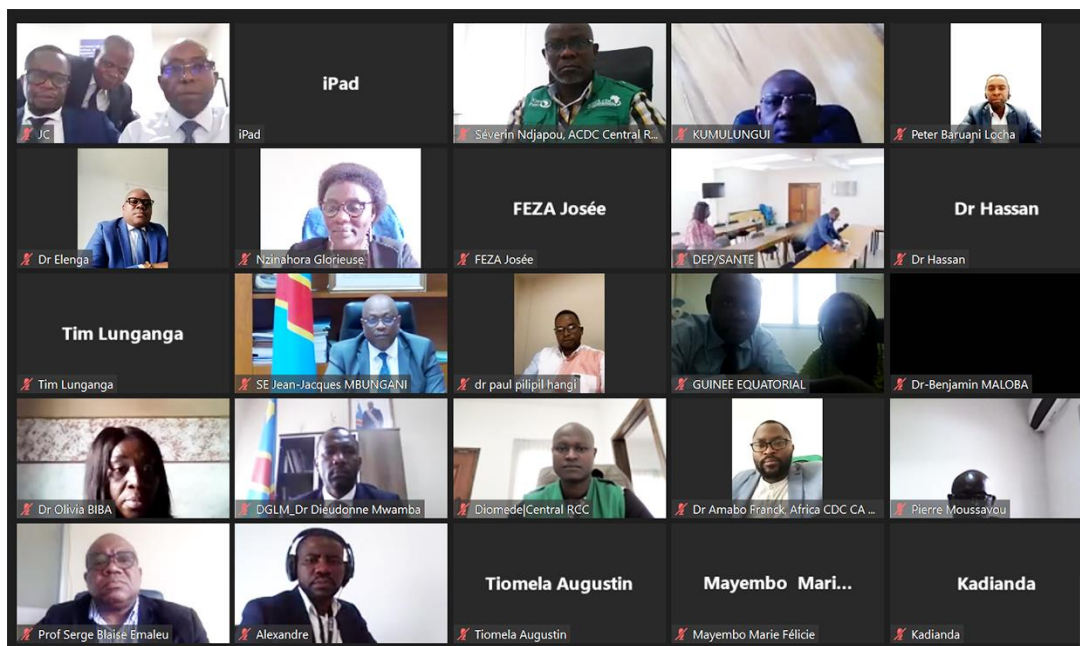 JC
iPad
iPad
Séverin Ndjapou, ACDC Central R...
KUMULUNGUI
Peter Baruani Locha
Dr Elenga
Nzinahora Glorieuse
FEZA Josée
FEZA Josée
DEP/SANTE
Dr Hassan
Dr Hassan
Tim Lunganga
Tim Lunganga
SE Jean-Jacques MBUNGANI
dr paul pilipil hangi
GUINEE EQUATORIAL
Dr-Benjamin MALOBA
Dr Olivia BIBA
DGLM_Dr Dieudonne Mwamba
Diomede|Central RCC
Dr Amabo Franck, Africa CDC CA ...
Pierre Moussavou
Prof Serge Blaise Emaleu
Alexandre
Tiomela Augustin
Tiomela Augustin
Mayembo Mari...
Mayembo Marie Félicie
Kadianda
Kadianda